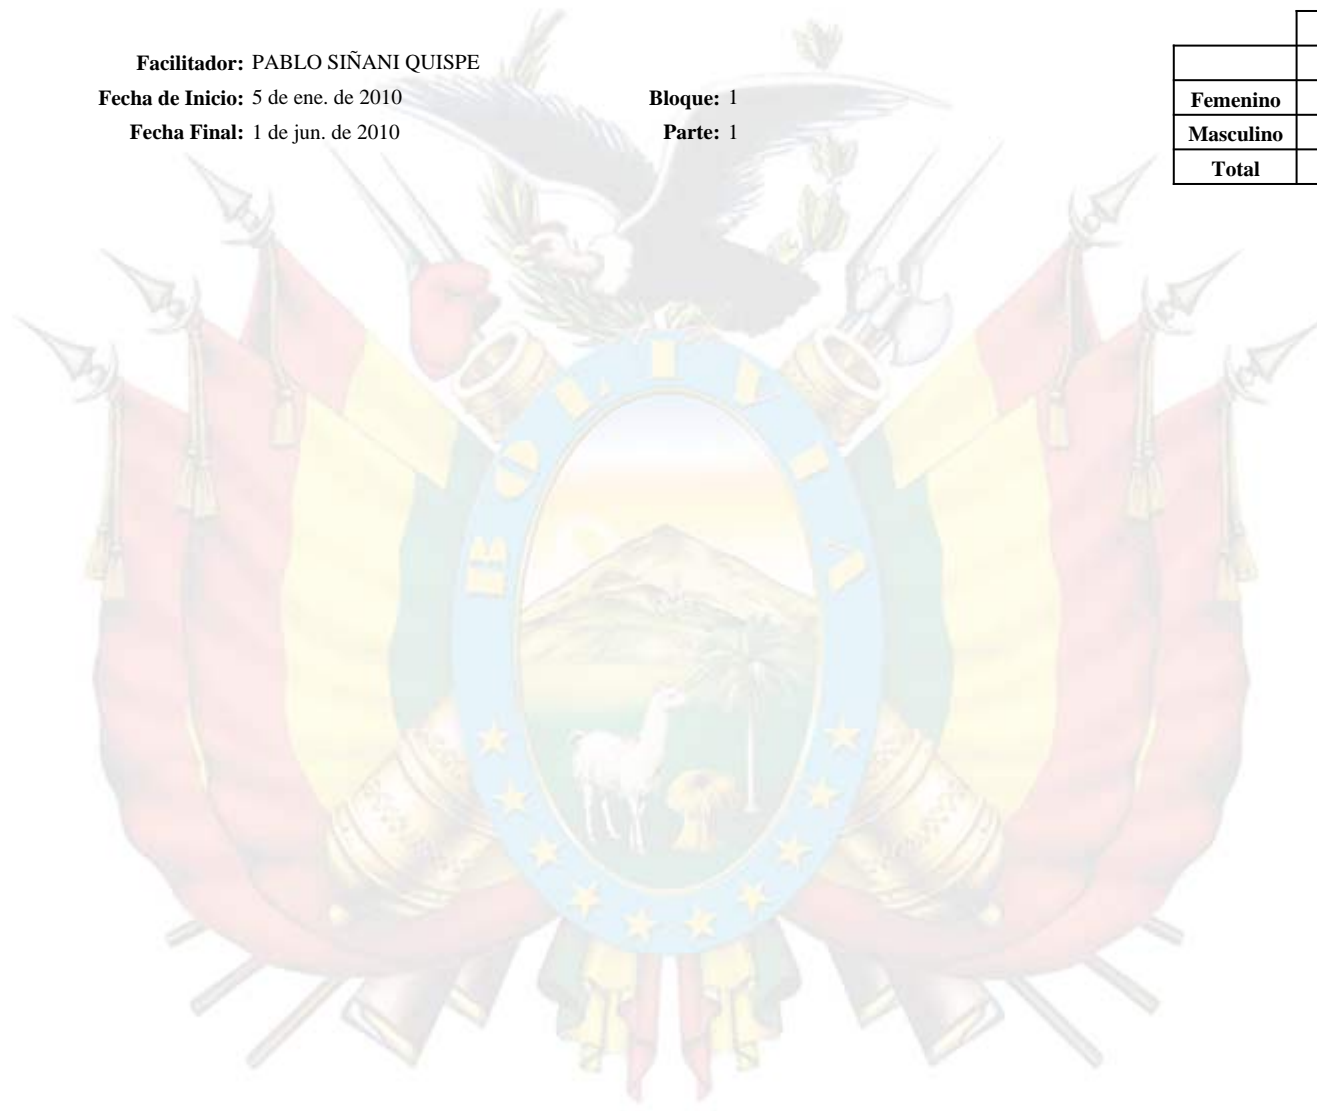 Facilitador: PABLO SIÑANI QUISPE
Fecha de Inicio: 5 de ene. de 2010 Bloque: 1
Fecha Final: 1 de jun. de 2010 Parte: 1
Femenino
Masculino
Total
BOLIVIA